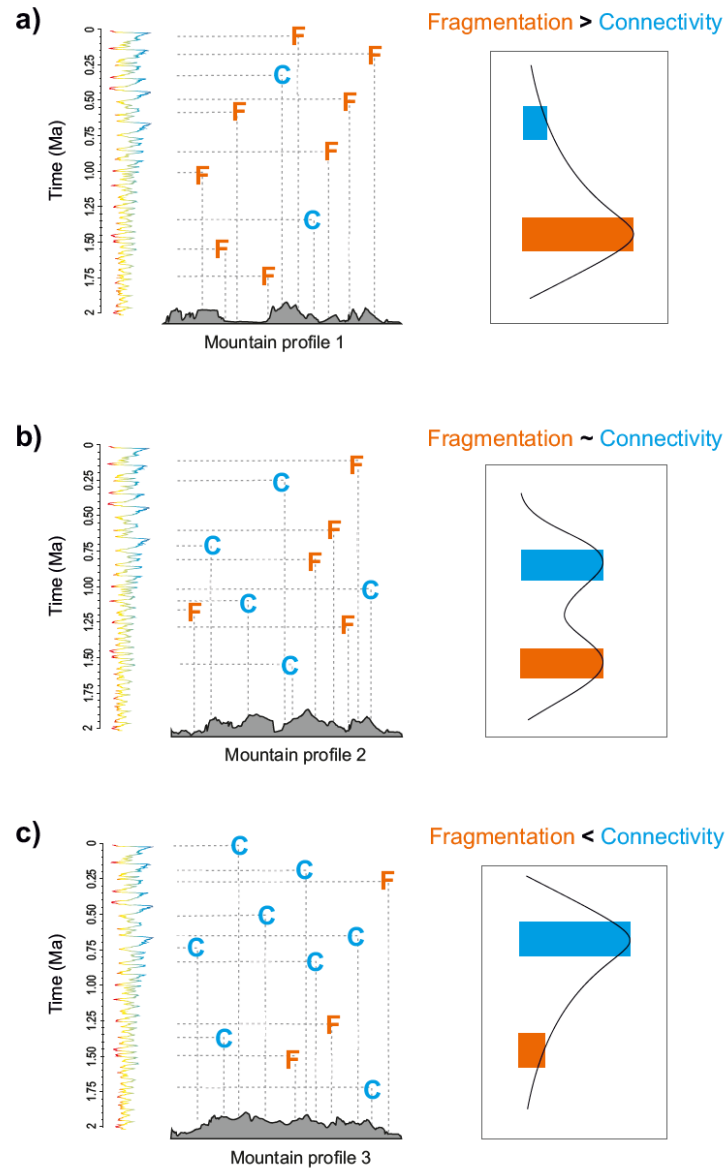 a)
Fragmentation > Connectivity
Time (Ma)
0
0.25
0.50
0.75
1.00
1.25
1.50
1.75
2
F
F
C
F
F
F
F
C
F
F
Mountain profile 1
b)
Fragmentation ~ Connectivity
Time (Ma)
0
0.25
0.50
0.75
1.00
1.25
1.50
1.75
2
F
C
F
C
F
C
C
F
F
C
Mountain profile 2
c)
Fragmentation < Connectivity
Time (Ma)
0
0.25
0.50
0.75
1.00
1.25
1.50
1.75
2
C
C
F
C
C
C
C
F
C
F
C
Mountain profile 3